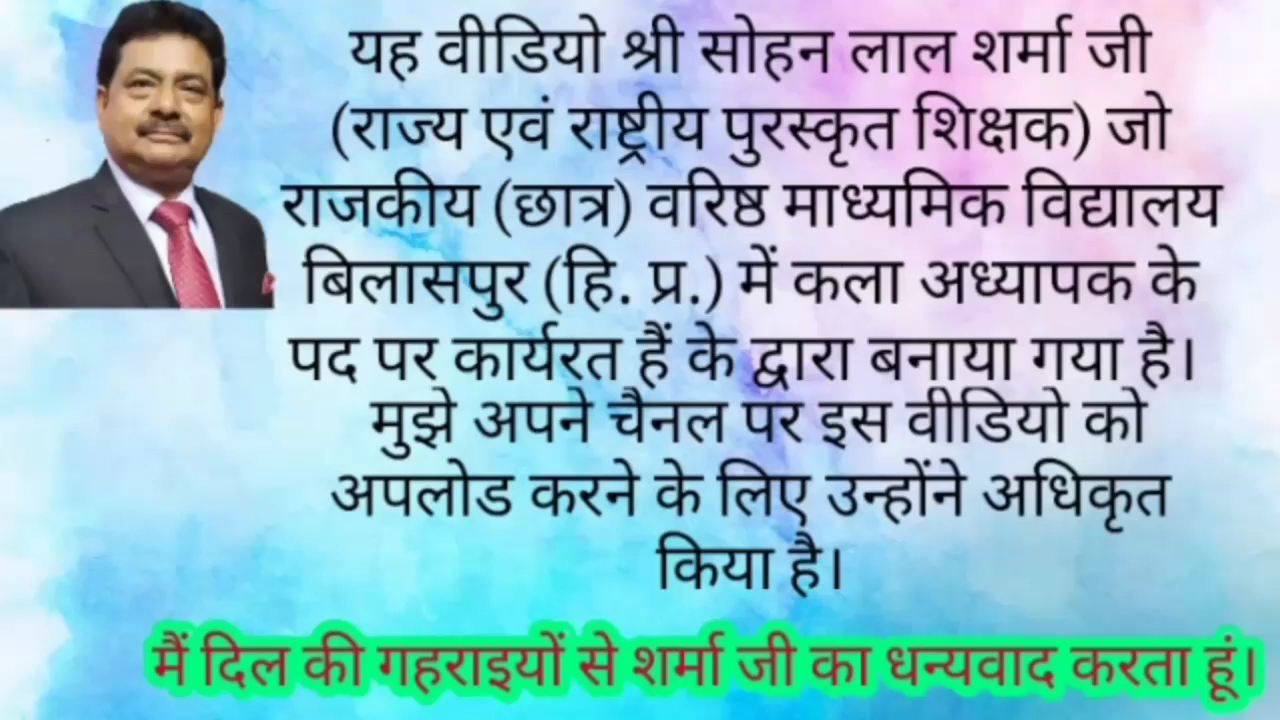 यह वीडियो श्री सोहन लाल शर्मा जी
(राज्य एवं राष्ट्रीय पुरस्कृत शिक्षक) जो
राजकीय (छात्र) वरिष्ठ माध्यमिक विद्यालय
बिलासपुर (हि. प्र.) में कला अध्यापक के
पद पर कार्यरत हैं के द्वारा बनाया गया है।
मुझे अपने चैनल पर इस वीडियो को
अपलोड करने के लिए उन्होंने अधिकृत
किया है।
मैं दिल की गहराइयों से शर्मा जी का धन्यवाद करता हूं।